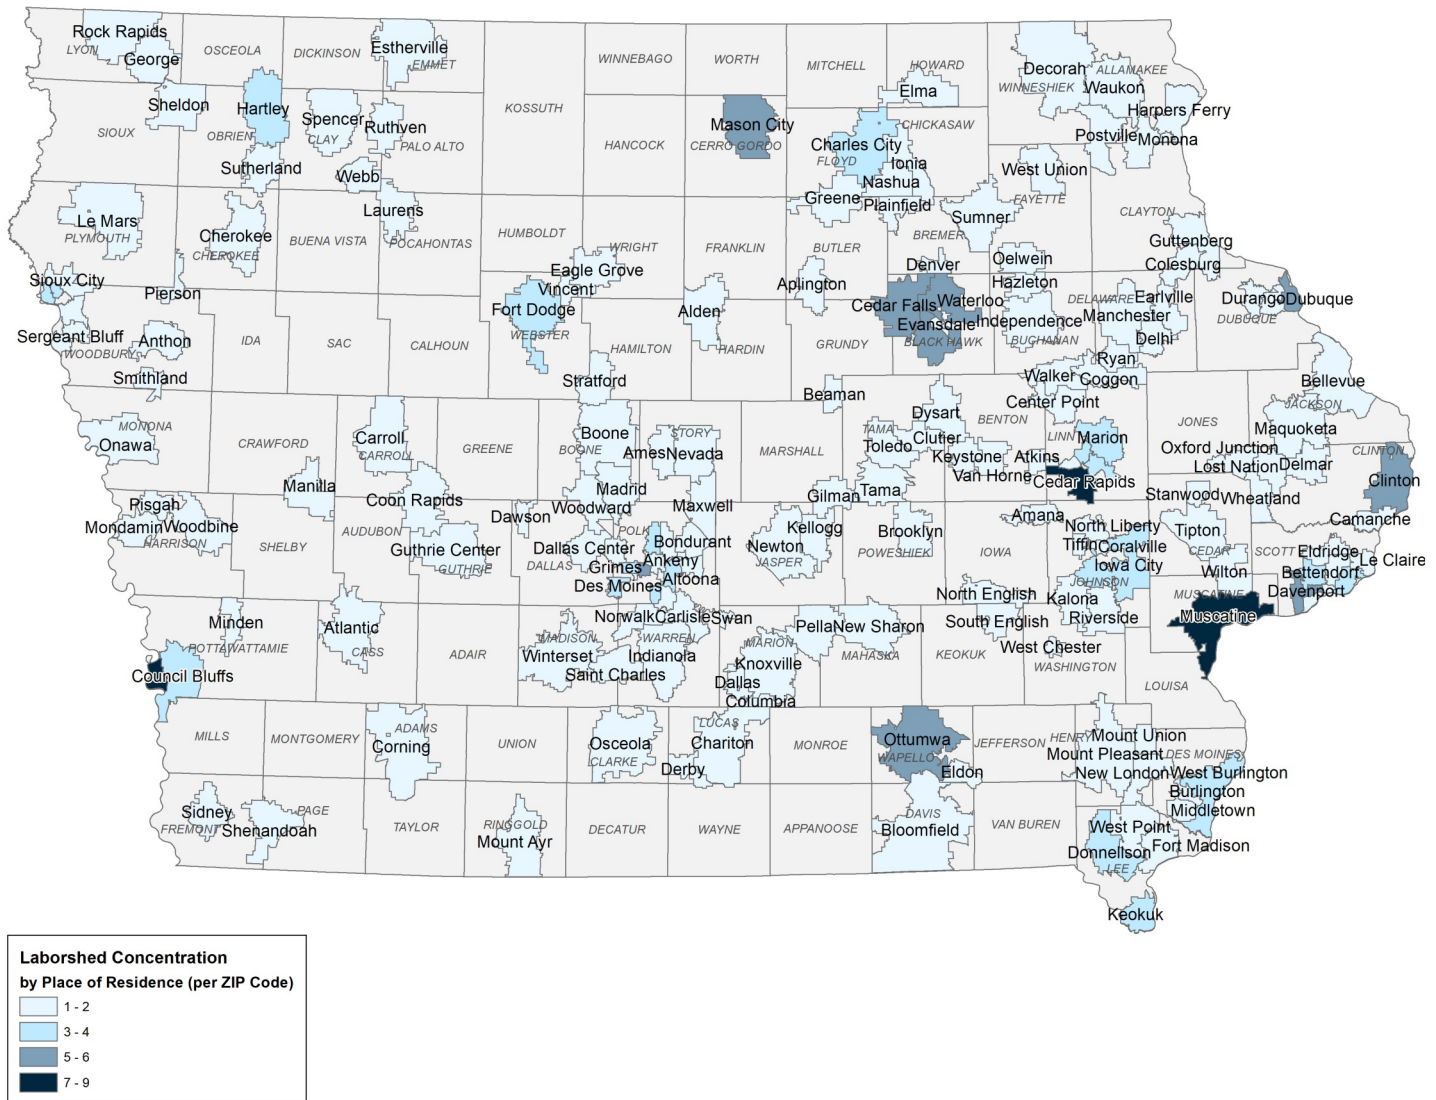 Rock Rapids
LYON
George
OSCEOLA
DICKINSON
Estherville
EMMET
WINNEBAGO
WORTH
MITCHELL
HOWARD
Elma
Decorah
ALLAMAKEE
WINNESHIEK
Waukon
Harpers Ferry
Sheldon
Hartley
SIOUX
OBRIEN
Spencer
CLAY
Ruthven
PALO ALTO
KOSSUTH
HANCOCK
Mason City
CERRO GORDO
Charles City
FLOYD
CHICKASAW
Ionia
Nashua
Postville
Monona
Sutherland
Webb
West Union
FAYETTE
Laurens
Greene
Plainfield
Sumner
CLAYTON
Le Mars
PLYMOUTH
Cherokee
CHEROKEE
BUENA VISTA
POCAHONTAS
HUMBOLDT
WRIGHT
FRANKLIN
BUTLER
BREMER
Guttenberg
Colesburg
Eagle Grove
Vincent
Denver
Oelwein
Hazleton
Sioux City
Pierson
Aplington
Fort Dodge
WEBSTER
Alden
Cedar Falls
Waterloo
Evansdale
BLACK HAWK
Independence
BUCHANAN
DELAWARE
Earlville
Manchester
Delhi
Durango
Dubuque
DUBUQUE
Sergeant Bluff
WOODBURY
Anthon
IDA
SAC
CALHOUN
HAMILTON
HARDIN
GRUNDY
Ryan
Smithland
Stratford
Beaman
Walker
Coggon
Center Point
Bellevue
JACKSON
MONONA
Onawa
CRAWFORD
Carroll
CARROLL
GREENE
Boone
BOONE
STORY
Ames
Nevada
MARSHALL
TAMA
Toledo
Dysart
Clutier
BENTON
Keystone
Van Horne
LINN
Marion
Atkins
Cedar Rapids
JONES
Maquoketa
Oxford Junction
Lost Nation
Delmar
CLINTON
Clinton
Manilla
Coon Rapids
Madrid
Woodward
Maxwell
Gilman
Tama
Stanwood
Wheatland
Camanche
Pisgah
Mondamin
Woodbine
HARRISON
SHELBY
AUDUBON
Dawson
Guthrie Center
GUTHRIE
Dallas Center
DALLAS
POLK
Bondurant
Ankeny
Grimes
Des Moines
Altoona
Kellogg
Newton
JASPER
Brooklyn
POWESHIEK
Amana
IOWA
North Liberty
Tiffin
Coralville
Iowa City
JOHNSON
Tipton
CEDAR
SCOTT
Eldridge
Le Claire
Bettendorf
Davenport
Wilton
MUSCATINE
Muscatine
Minden
POTTAWATTAMIE
Council Bluffs
Atlantic
CASS
ADAIR
Norwalk
Carlisle
Swan
MADISON
Winterset
WARREN
Indianola
Saint Charles
Pella
New Sharon
MARION
MAHASKA
Knoxville
Dallas
Columbia
North English
South English
KEOKUK
Kalona
Riverside
West Chester
WASHINGTON
LOUISA
MILLS
MONTGOMERY
ADAMS
Corning
UNION
Osceola
CLARKE
LUCAS
Chariton
Derby
MONROE
Ottumwa
WAPELLO
Eldon
JEFFERSON
HENRY
Mount Union
Mount Pleasant
New London
DES MOINES
West Burlington
Burlington
Middletown
Sidney
FREMONT
Shenandoah
PAGE
TAYLOR
RINGGOLD
Mount Ayr
DECATUR
WAYNE
APPANOOSE
DAVIS
Bloomfield
VAN BUREN
West Point
Donnellson
Fort Madison
LEE
Keokuk
Laborshed Concentration
by Place of Residence (per ZIP Code)
1 - 2
3 - 4
5 - 6
7 - 9